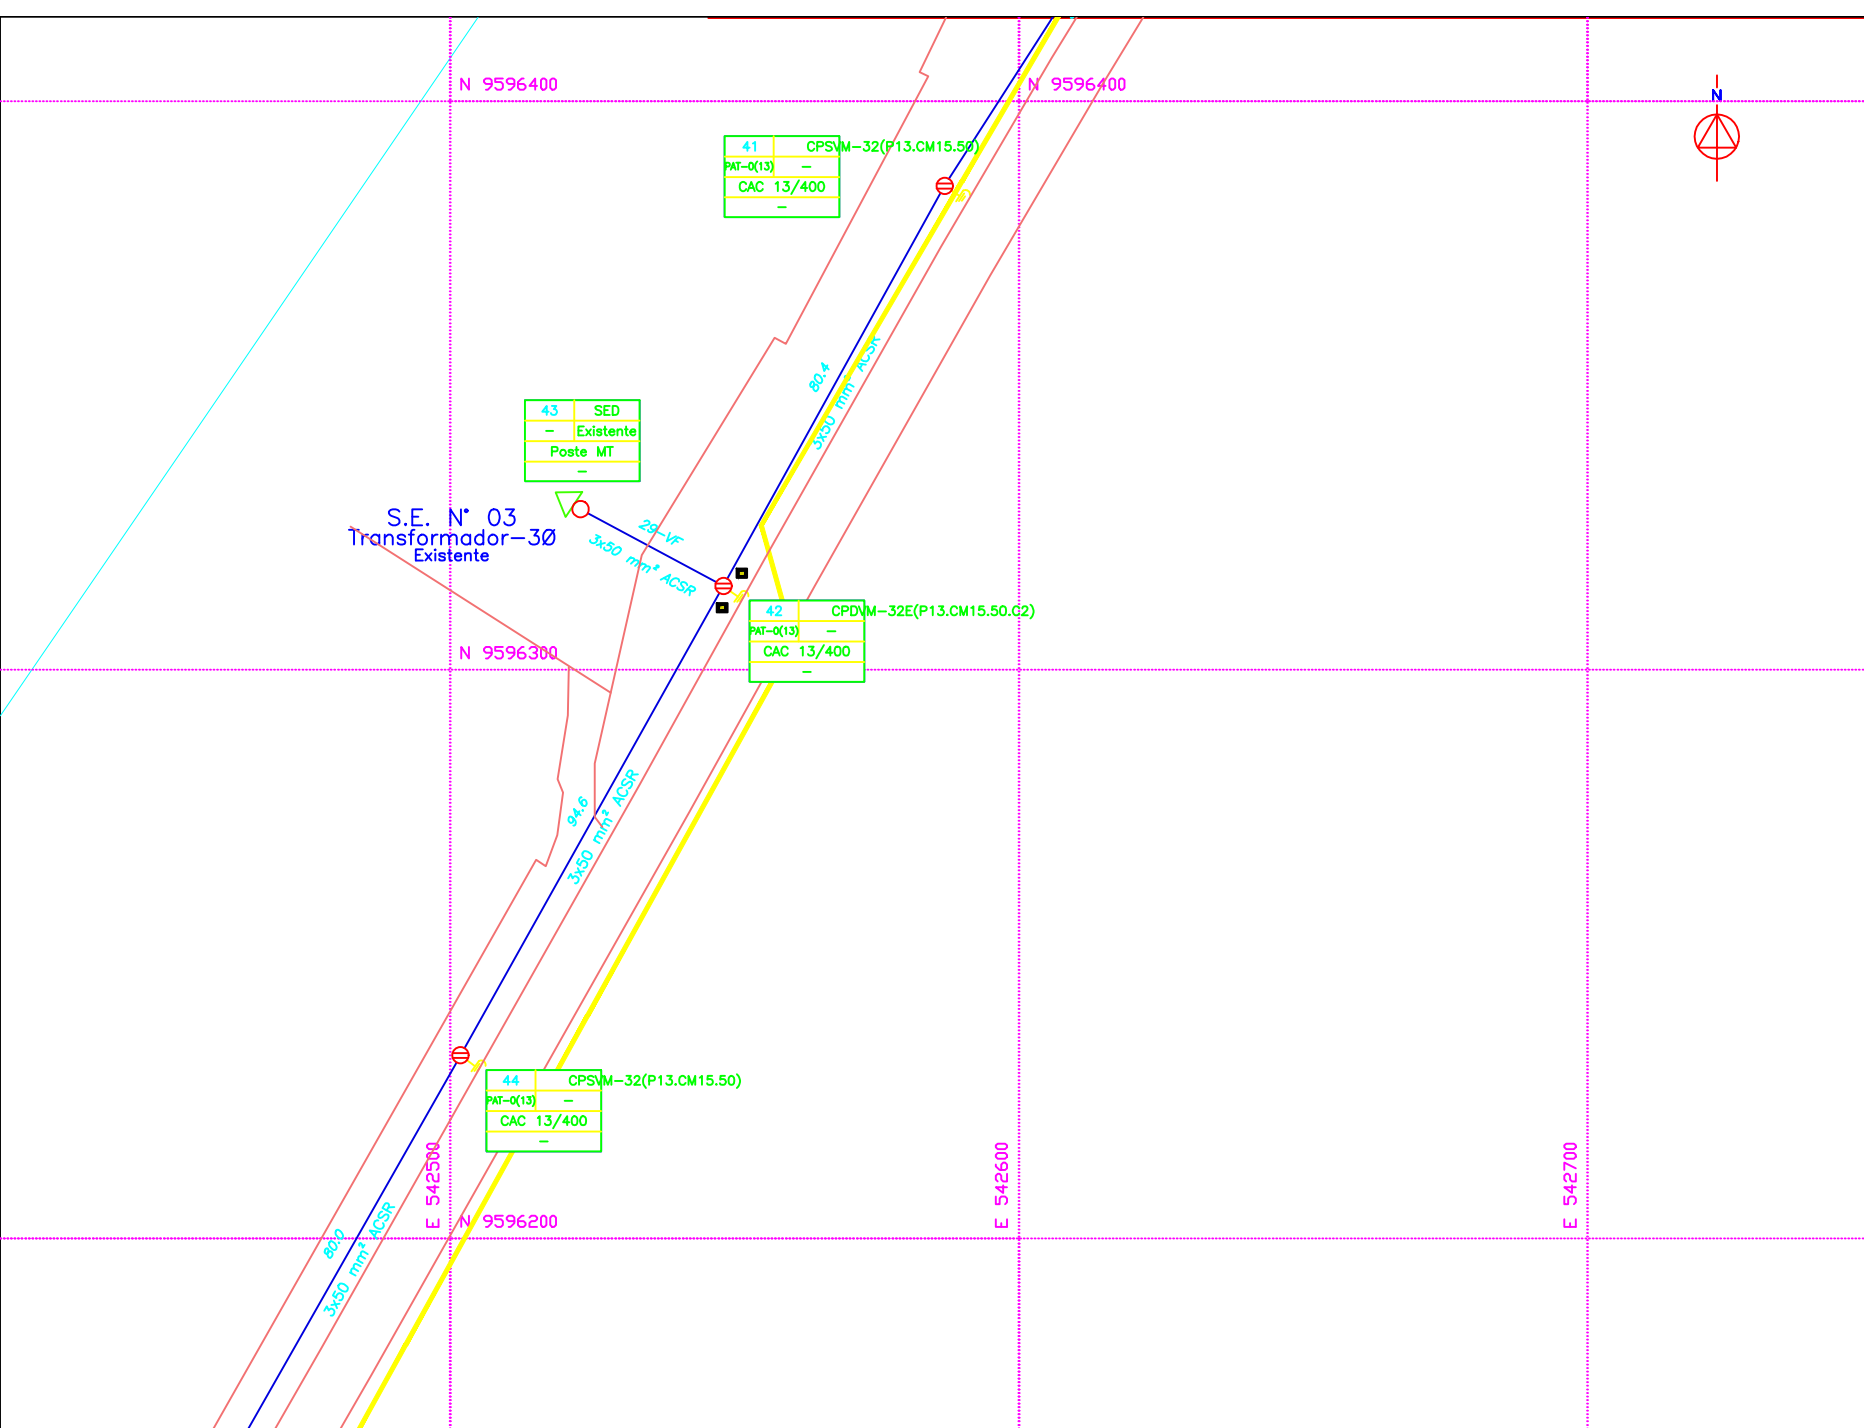 N 9596400
N 9596400
N
41 CPSVM-32(P13.CM15.50)
PAT-0(13) -
CAC 13/400
-
80.4
3x50 mm² ACSR
43 SED
- Existente
Poste MT
-
S.E. N° 03
Transformador-3Ø
Existente
29-VF
3x50 mm² ACSR
42 CPDVM-32E(P13.CM15.50.C2)
PAT-0(13) -
CAC 13/400
-
N 9596300
94.6
3x50 mm² ACSR
44 CPSVM-32(P13.CM15.50)
PAT-0(13) -
CAC 13/400
-
E 542500
E 542600
E 542700
N 9596200
80.0
3x50 mm² ACSR